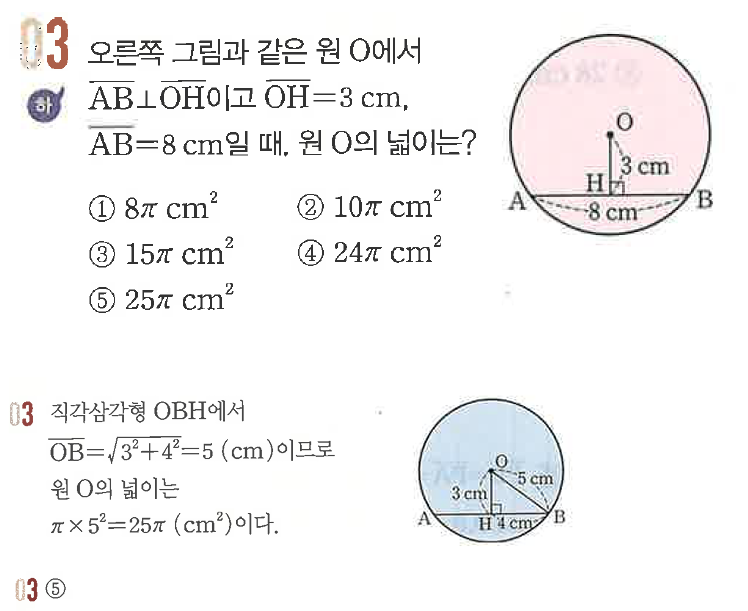 03 오른쪽 그림과 같은 원 O에서
하 AB⊥OH이고 OH=3 cm,
AB=8 cm일 때, 원 O의 넓이는?
① 8π cm² ② 10π cm²
③ 15π cm² ④ 24π cm²
⑤ 25π cm²
O
3 cm
H
A B
8 cm
03 직각삼각형 OBH에서
OB=√3²+4²=5 (cm)이므로
원 O의 넓이는
π×5²=25π (cm²)이다.
O
5 cm
3 cm
A H 4 cm B
03 ⑤